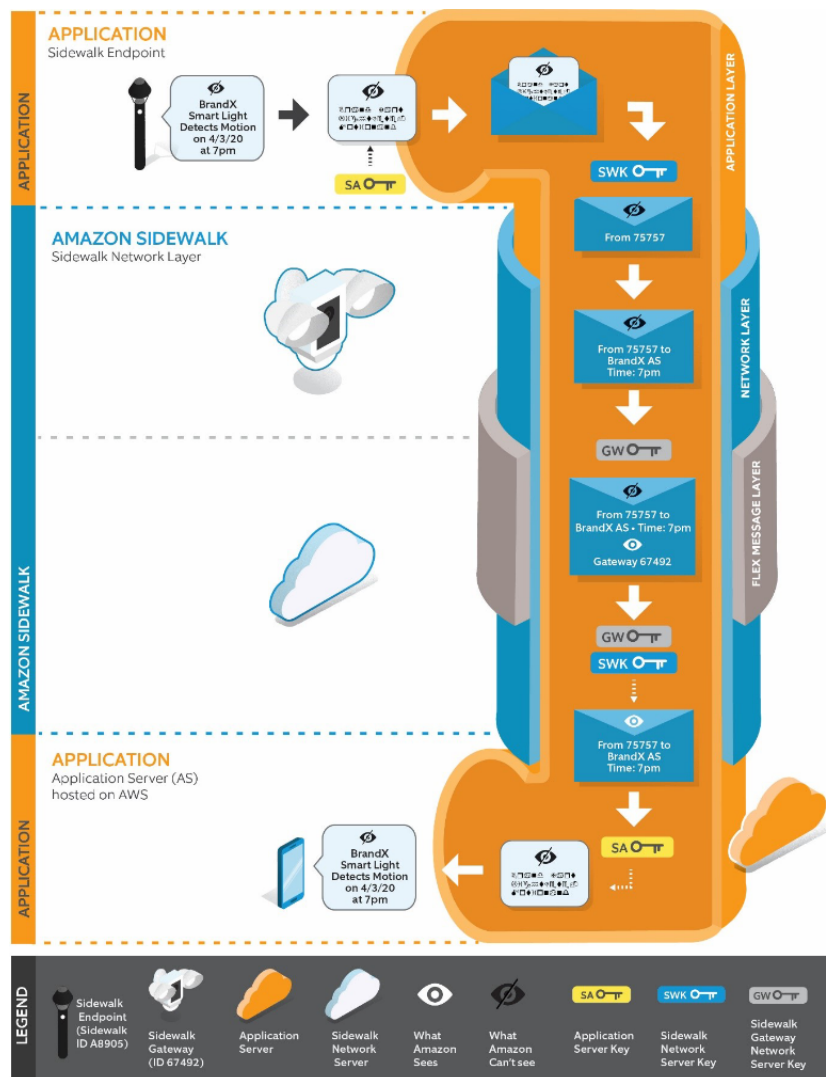 APPLICATION
Sidewalk Endpoint
BrandX
Smart Light
Detects Motion
on 4/3/20
at 7pm
SA
SWK
APPLICATION LAYER
APPLICATION
From 75757
AMAZON SIDEWALK
Sidewalk Network Layer
From 75757 to
BrandX AS
Time: 7pm
NETWORK LAYER
GW
From 75757 to
BrandX AS • Time: 7pm
Gateway 67492
FLEX MESSAGE LAYER
GW
SWK
AMAZON SIDEWALK
From 75757 to
BrandX AS
Time: 7pm
APPLICATION
Application Server (AS)
hosted on AWS
SA
BrandX
Smart Light
Detects Motion
on 4/3/20
at 7pm
APPLICATION
LEGEND
Sidewalk
Endpoint
(Sidewalk
ID A8905)
Sidewalk
Gateway
(ID 67492)
Application
Server
Sidewalk
Network
Server
What
Amazon
Sees
What
Amazon
Can't see
SA
Application
Server Key
SWK
Sidewalk
Network
Server Key
GW
Sidewalk
Gateway
Network
Server Key